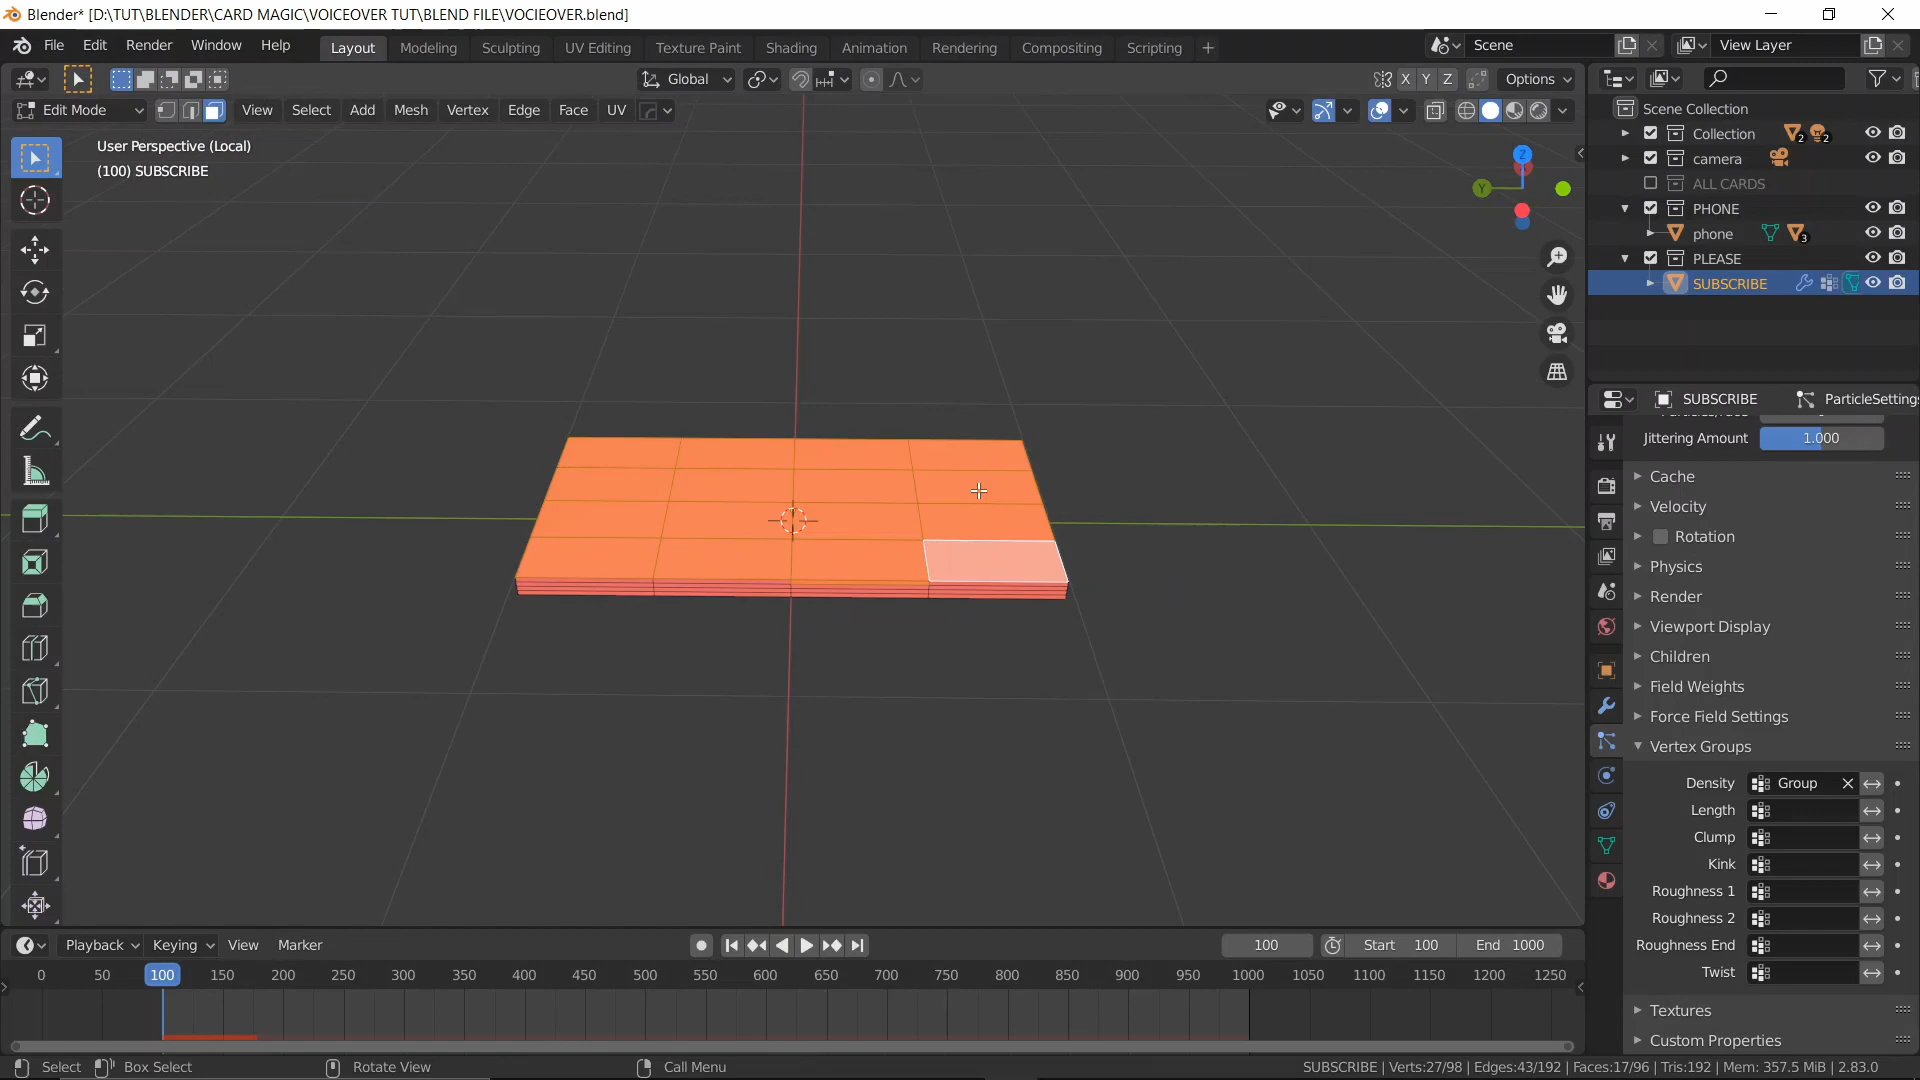 Blender* [D:\TUT\BLENDER\CARD MAGIC\VOICEOVER TUT\BLEND FILE\VOCIEOVER.blend]
File Edit Render Window Help Layout Modeling Sculpting UV Editing Texture Paint Shading Animation Rendering Compositing Scripting + Scene View Layer
Global X Y Z Options
Edit Mode View Select Add Mesh Vertex Edge Face UV
User Perspective (Local)
(100) SUBSCRIBE
Z
Y
Scene Collection
Collection 2 2
camera
ALL CARDS
PHONE
phone 3
PLEASE
SUBSCRIBE
SUBSCRIBE ParticleSettings
Jittering Amount 1.000
Cache
Velocity
Rotation
Physics
Render
Viewport Display
Children
Field Weights
Force Field Settings
Vertex Groups
Density Group
Length
Clump
Kink
Roughness 1
Roughness 2
Roughness End
Twist
Textures
Custom Properties
Playback Keying View Marker 100 Start 100 End 1000
0 50 100 150 200 250 300 350 400 450 500 550 600 650 700 750 800 850 900 950 1000 1050 1100 1150 1200 1250
Select Box Select Rotate View Call Menu SUBSCRIBE | Verts:27/98 | Edges:43/192 | Faces:17/96 | Tris:192 | Mem: 357.5 MiB | 2.83.0